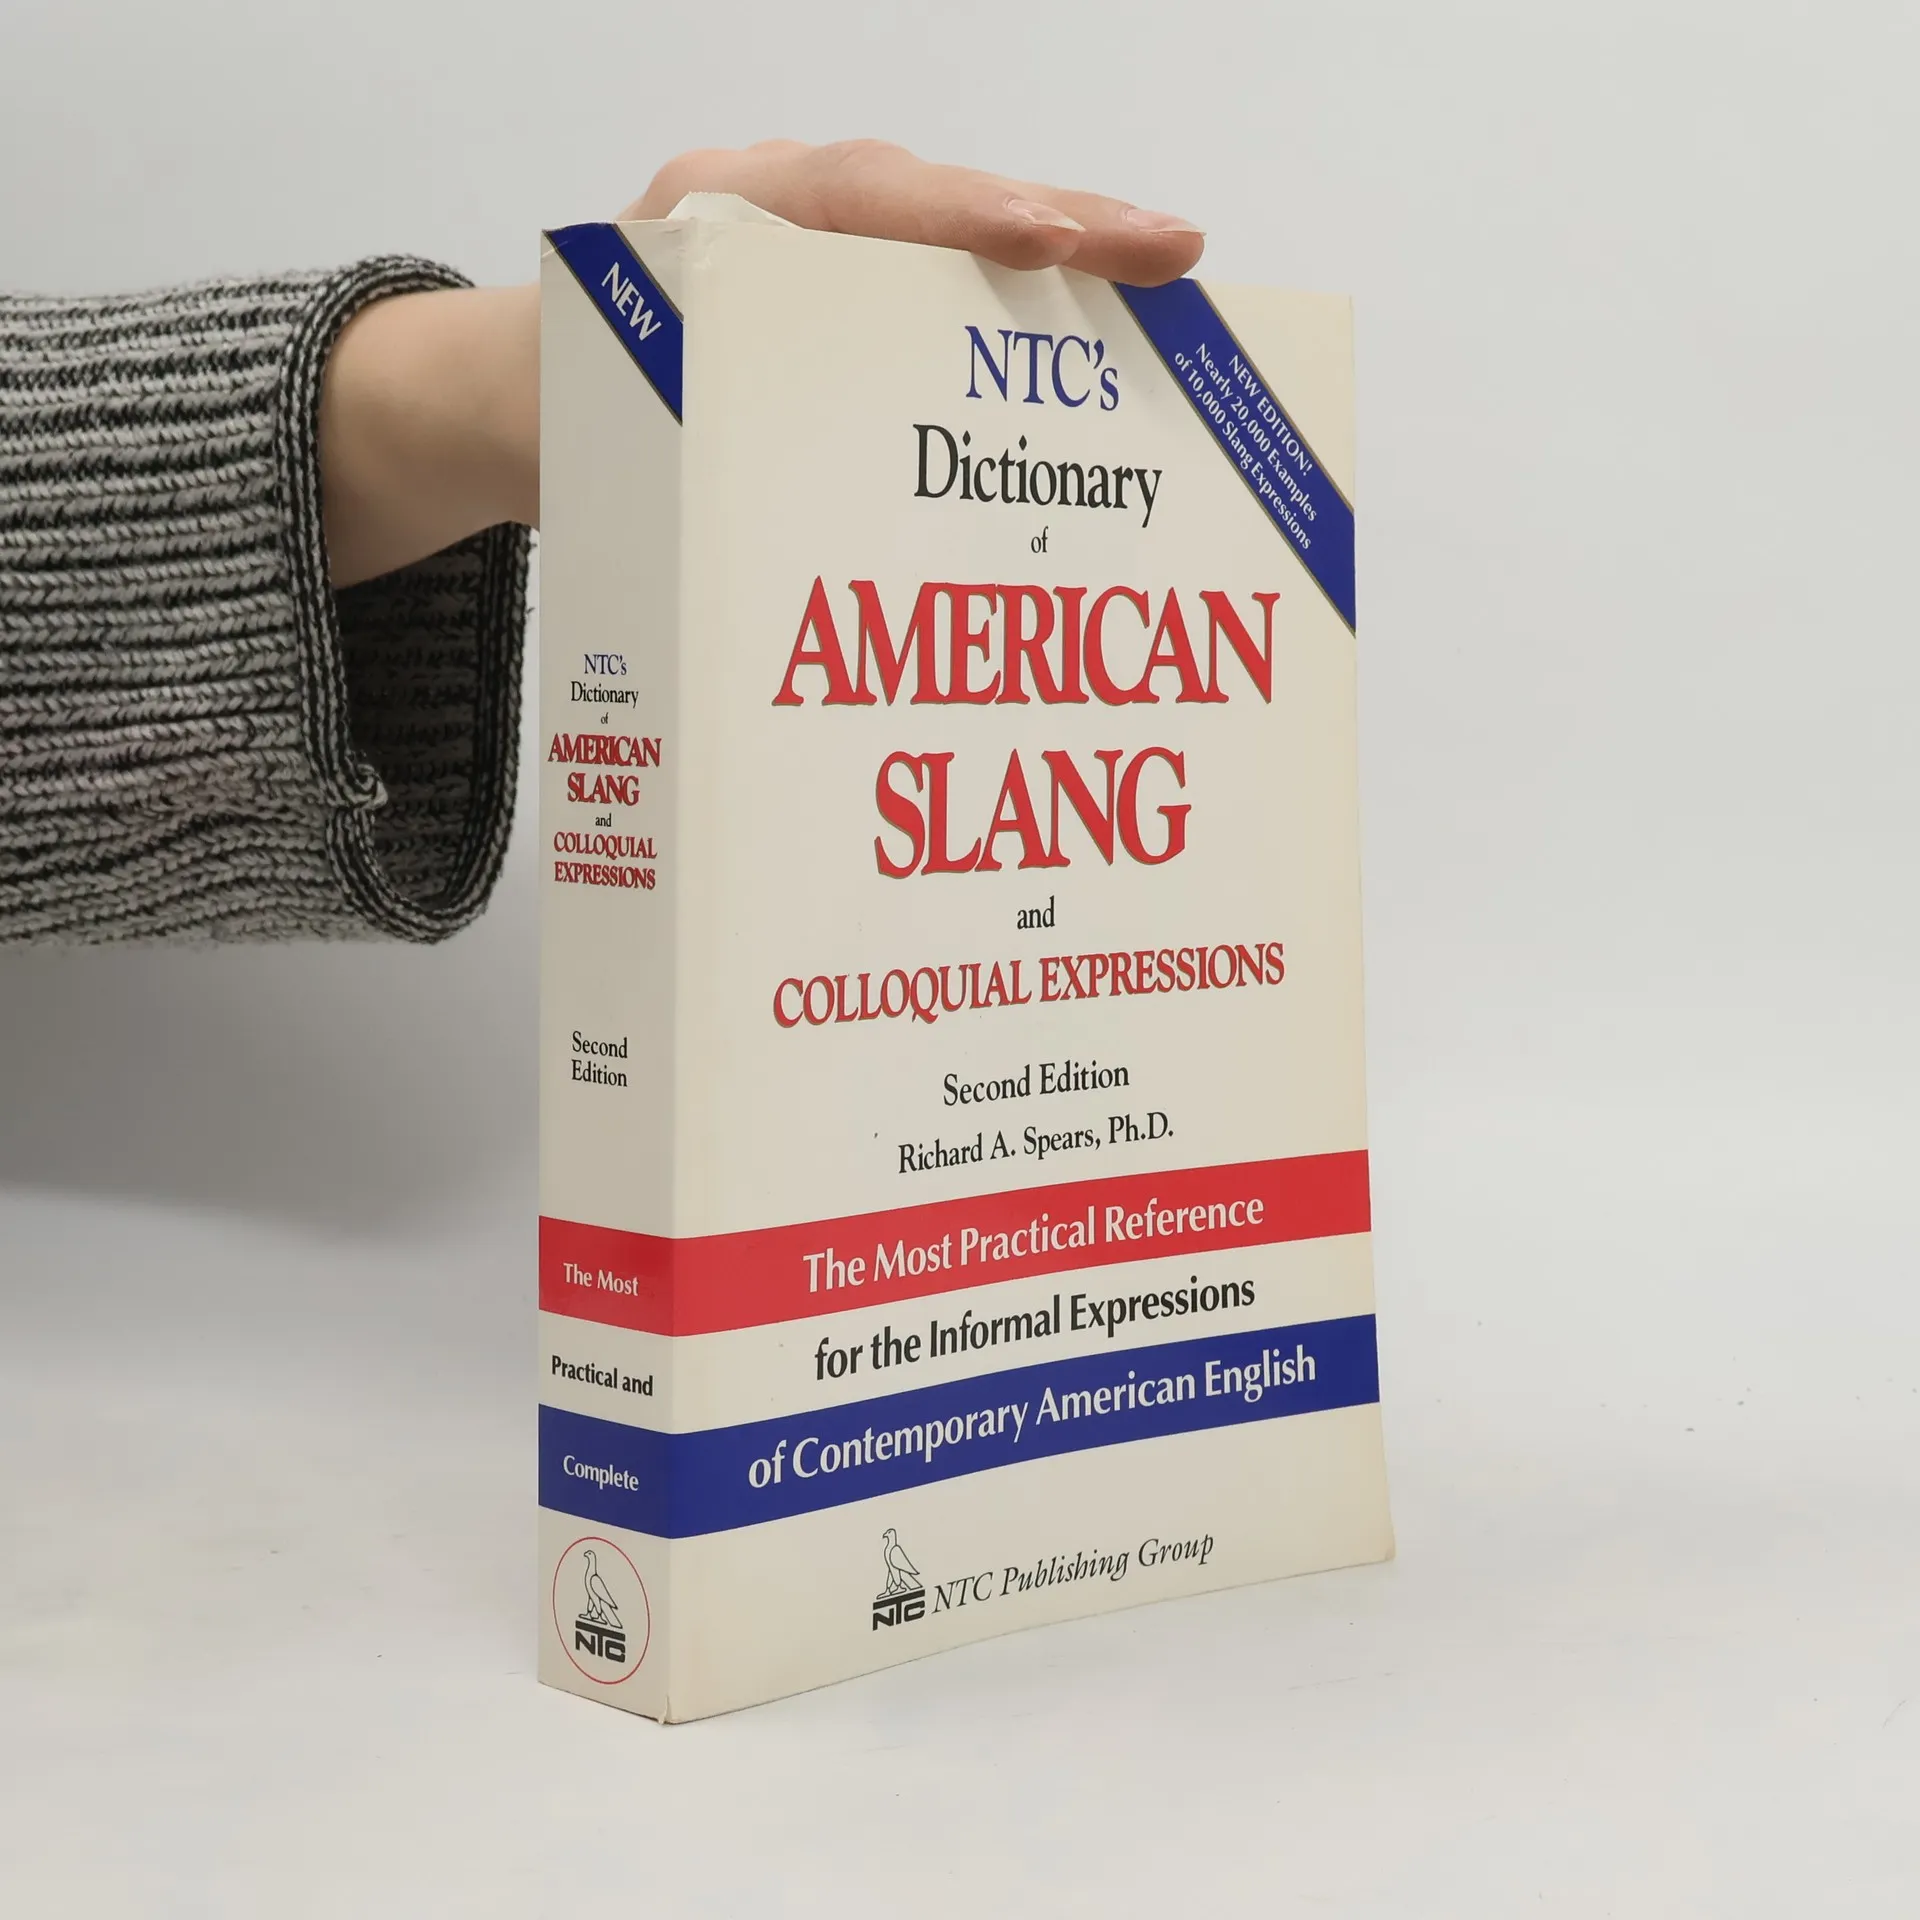 NEW
NTC's
Dictionary
of
AMERICAN
SLANG
and
COLLOQUIAL
EXPRESSIONS
Second
Edition
The Most
Practical and
Complete
NTC
NEW EDITION!
Nearly 20,000 Examples
of 10,000 Slang Expressions
NTC's
Dictionary
of
AMERICAN
SLANG
and
COLLOQUIAL EXPRESSIONS
Second Edition
Richard A. Spears, Ph.D.
The Most Practical Reference
for the Informal Expressions
of Contemporary American English
NTC NTC Publishing Group